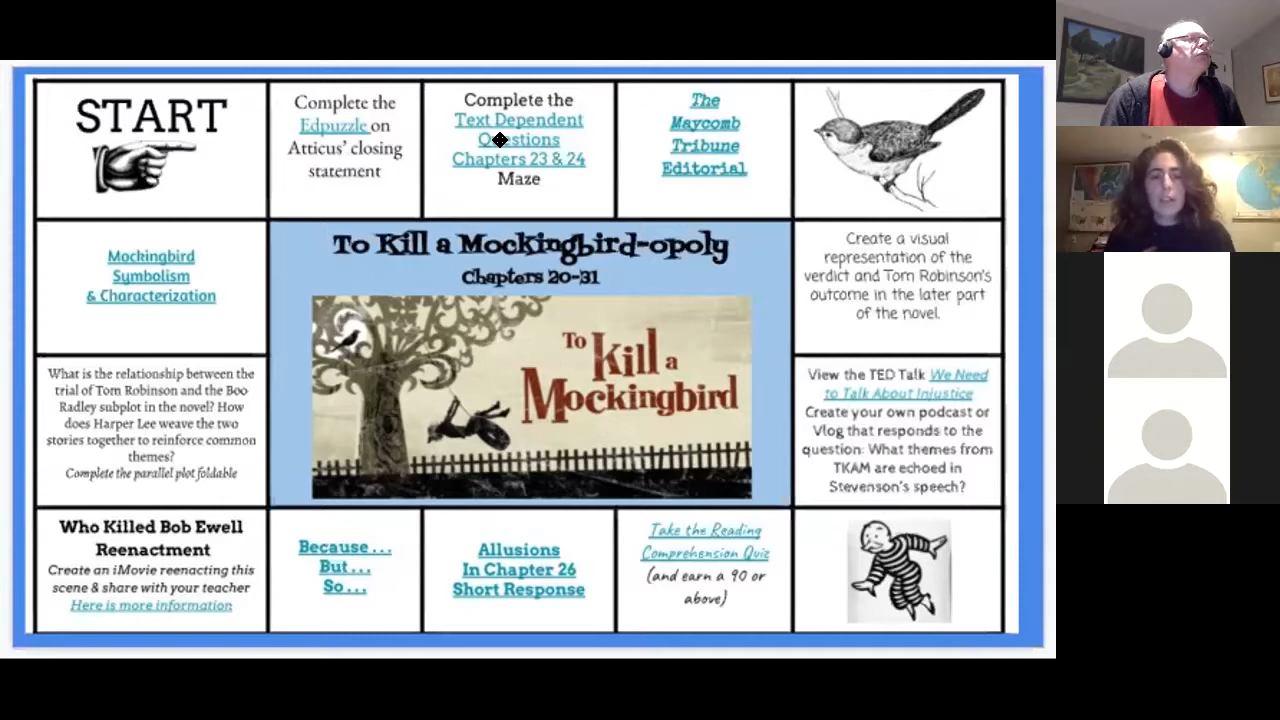 START
Complete the
Edpuzzle on
Atticus' closing
statement
Complete the
Text Dependent
Questions
Chapters 23 & 24
Maze
The
Maycomb
Tribune
Editorial
Mockingbird
Symbolism
& Characterization
To Kill a Mockingbird-opoly
Chapters 20-31
To
Kill a
Mockingbird
Create a visual
representation of the
verdict and Tom Robinson's
outcome in the later part
of the novel.
What is the relationship between the
trial of Tom Robinson and the Boo
Radley subplot in the novel? How
does Harper Lee weave the two
stories together to reinforce common
themes?
Complete the parallel plot foldable
View the TED Talk We Need
to Talk About Injustice
Create your own podcast or
Vlog that responds to the
question: What themes from
TKAM are echoed in
Stevenson's speech?
Who Killed Bob Ewell
Reenactment
Create an iMovie reenacting this
scene & share with your teacher
Here is more information
Because . . .
But . . .
So . . .
Allusions
In Chapter 26
Short Response
Take the Reading
Comprehension Quiz
(and earn a 90 or
above)